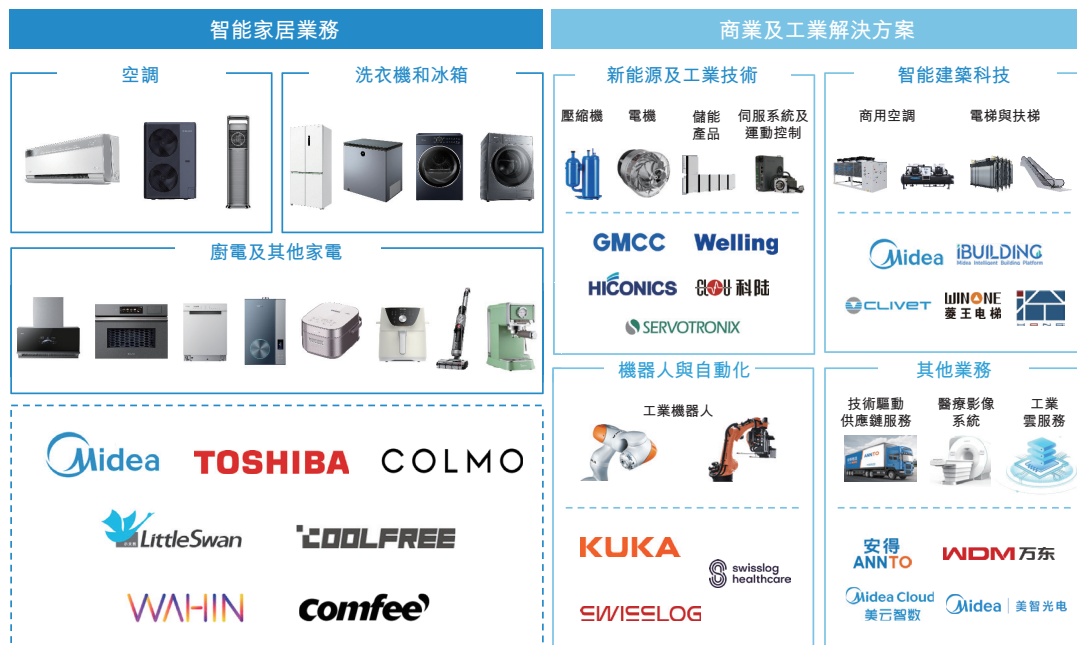 智能家居業務
商業及工業解決方案
空調
洗衣機和冰箱
廚電及其他家電
Midea
TOSHIBA
COLMO
LittleSwan
COOLFREE
WAHIN
comfee'
新能源及工業技術
壓縮機
電機
儲能
產品
伺服系統及
運動控制
GMCC
Welling
HICONICS
CLOU 科陆
SERVOTRONIX
智能建築科技
商用空調
電梯與扶梯
Midea
iBUILDING
Midea Intelligent Building Platform
CLIVET
WINONE
菱王电梯
機器人與自動化
工業機器人
KUKA
swisslog
healthcare
SWISSLOG
其他業務
技術驅動
供應鏈服務
醫療影像
系統
工業
雲服務
ANNTO
安得
ANNTO
WDM 万东
Midea Cloud
美云智数
Midea | 美智光电